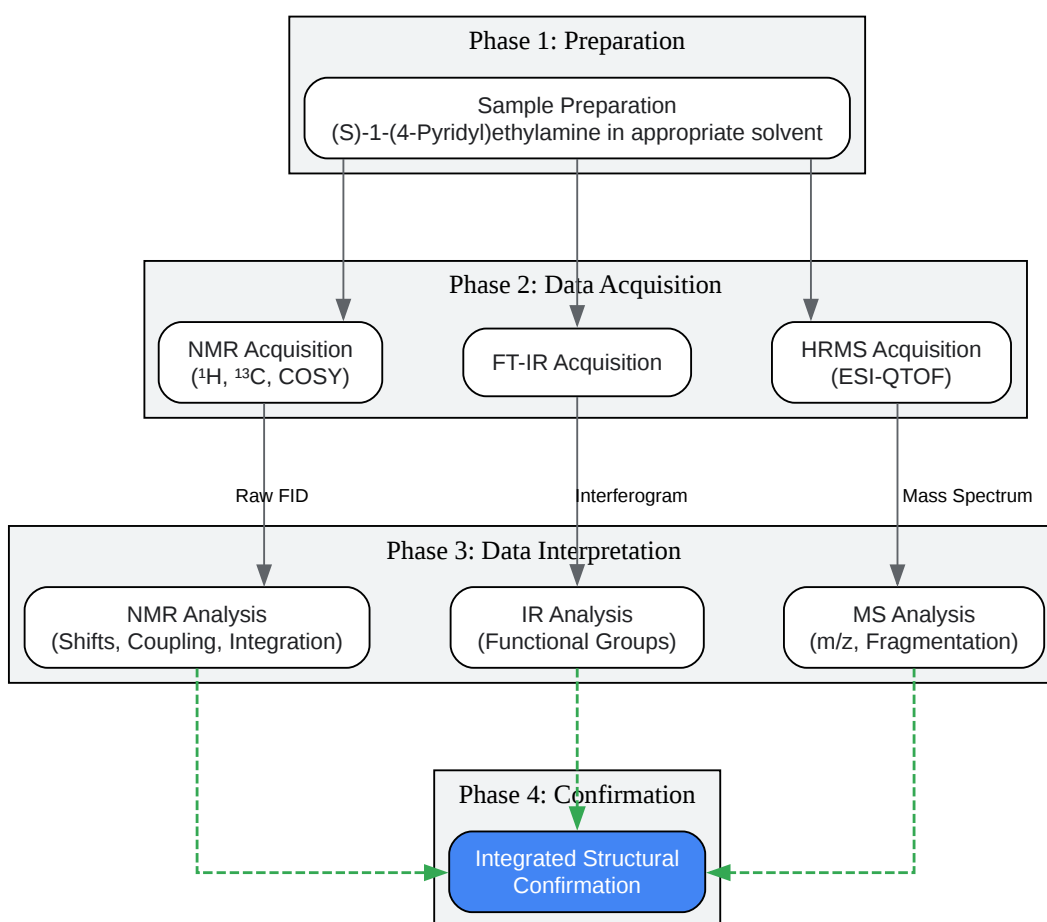 Phase 1: Preparation
Sample Preparation
(S)-1-(4-Pyridyl)ethylamine in appropriate solvent
Phase 2: Data Acquisition
NMR Acquisition
(¹H, ¹³C, COSY)
FT-IR Acquisition
HRMS Acquisition
(ESI-QTOF)
Raw FID
Interferogram
Mass Spectrum
Phase 3: Data Interpretation
NMR Analysis
(Shifts, Coupling, Integration)
IR Analysis
(Functional Groups)
MS Analysis
(m/z, Fragmentation)
Phase 4: Confirmation
Integrated Structural
Confirmation